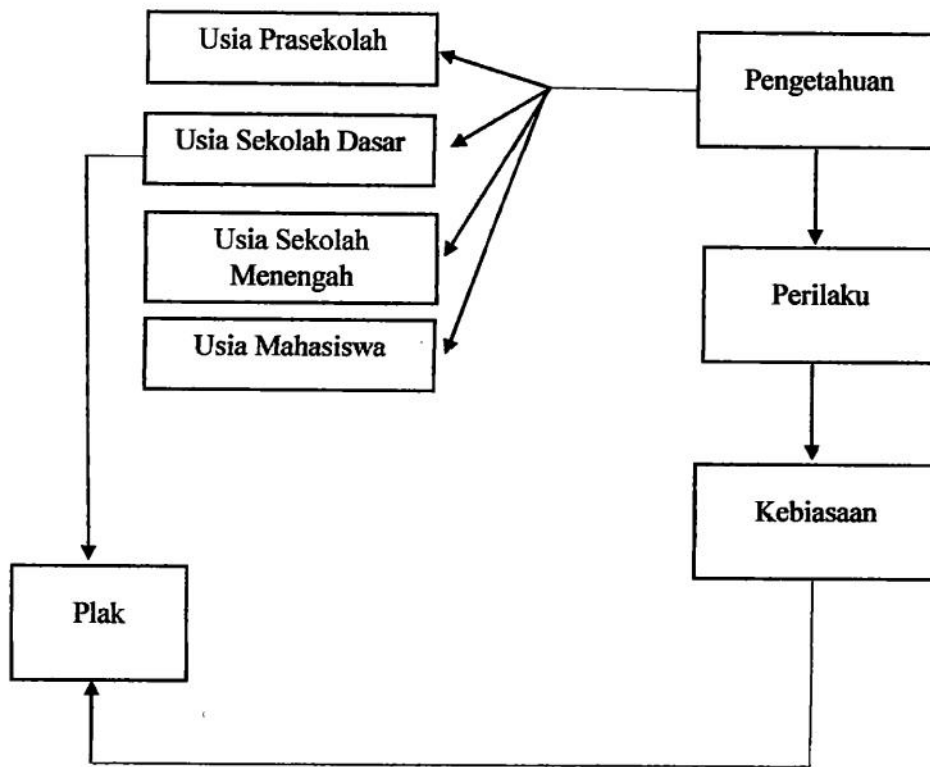 Usia Prasekolah
Pengetahuan
Usia Sekolah Dasar
Usia Sekolah
Menengah
Perilaku
Usia Mahasiswa
Kebiasaan
Plak